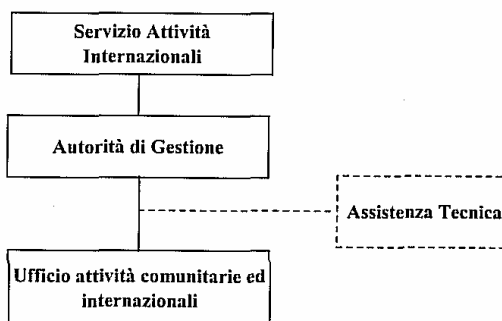 Servizio Attività
Internazionali
Autorità di Gestione
Assistenza Tecnica
Ufficio attività comunitarie ed
internazionali